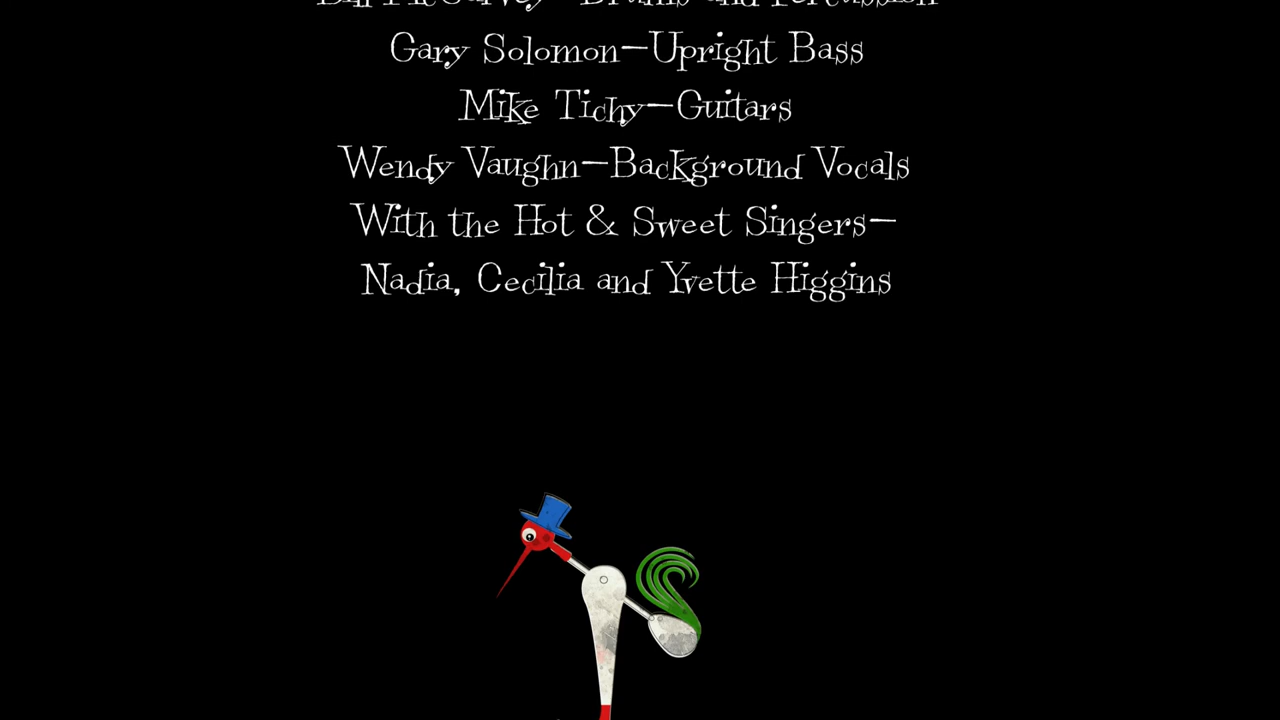 Gary Solomon—Upright Bass
Mike Tichy—Guitars
Wendy Vaughn—Background Vocals
With the Hot & Sweet Singers—
Nadia, Cecilia and Yvette Higgins